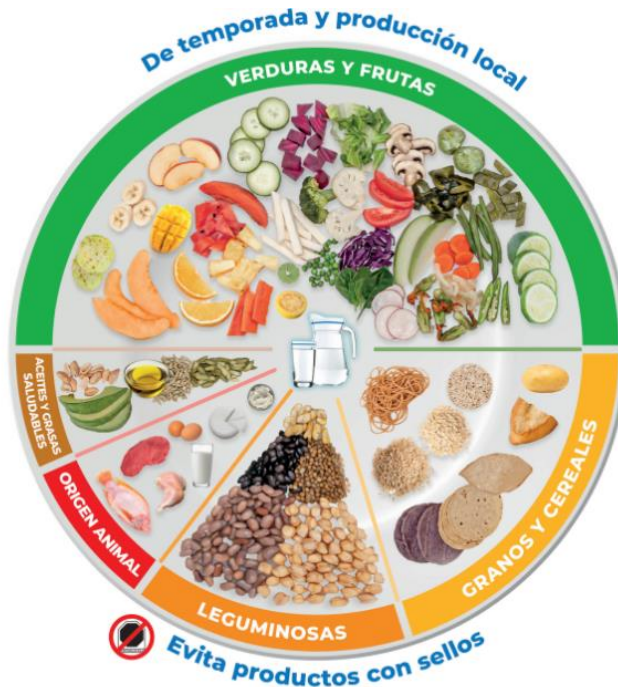 De temporada y producción local
VERDURAS Y FRUTAS
ACEITES Y GRASAS
SALUDABLES
ORIGEN ANIMAL
LEGUMINOSAS
GRANOS Y CEREALES
Evita productos con sellos